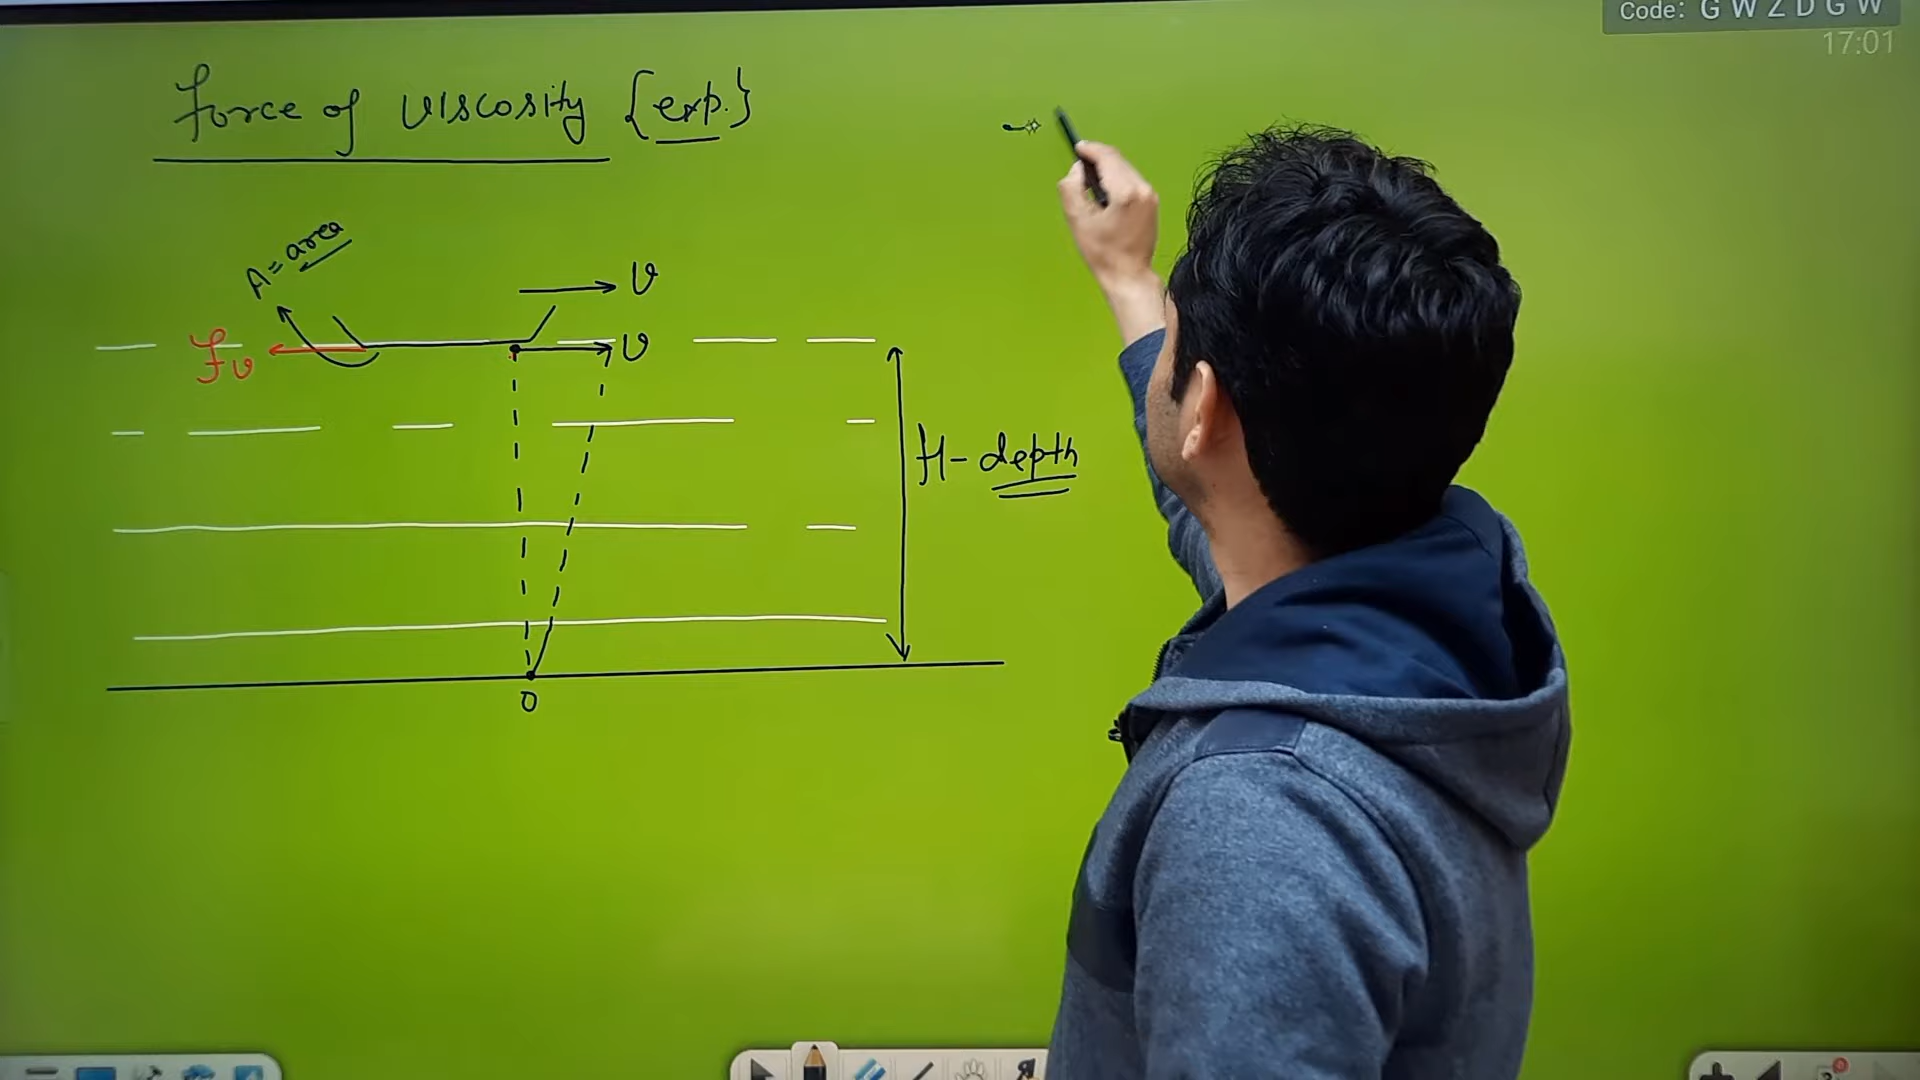 Code: G W Z D G W
17:01
Force of viscosity {exp.}
A = area
v
fv
v
H - depth
0